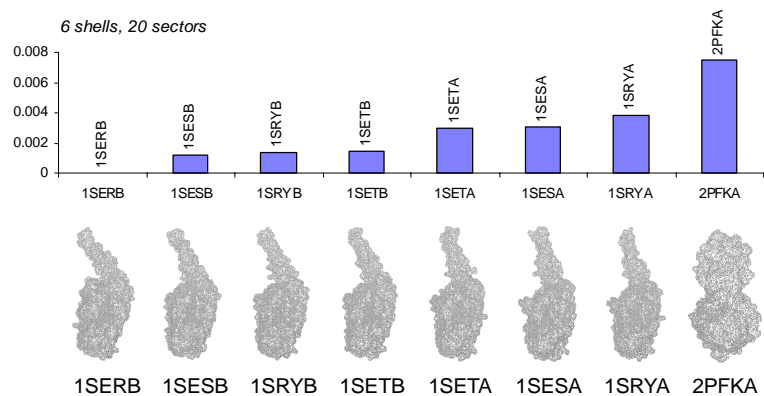 6 shells, 20 sectors
0.008
0.006
0.004
0.002
0
1SERB
1SESB
1SRYB
1SETB
1SETA
1SESA
1SRYA
2PFKA
1SERB 1SESB 1SRYB 1SETB 1SETA 1SESA 1SRYA 2PFKA
1SERB 1SESB 1SRYB 1SETB 1SETA 1SESA 1SRYA 2PFKA